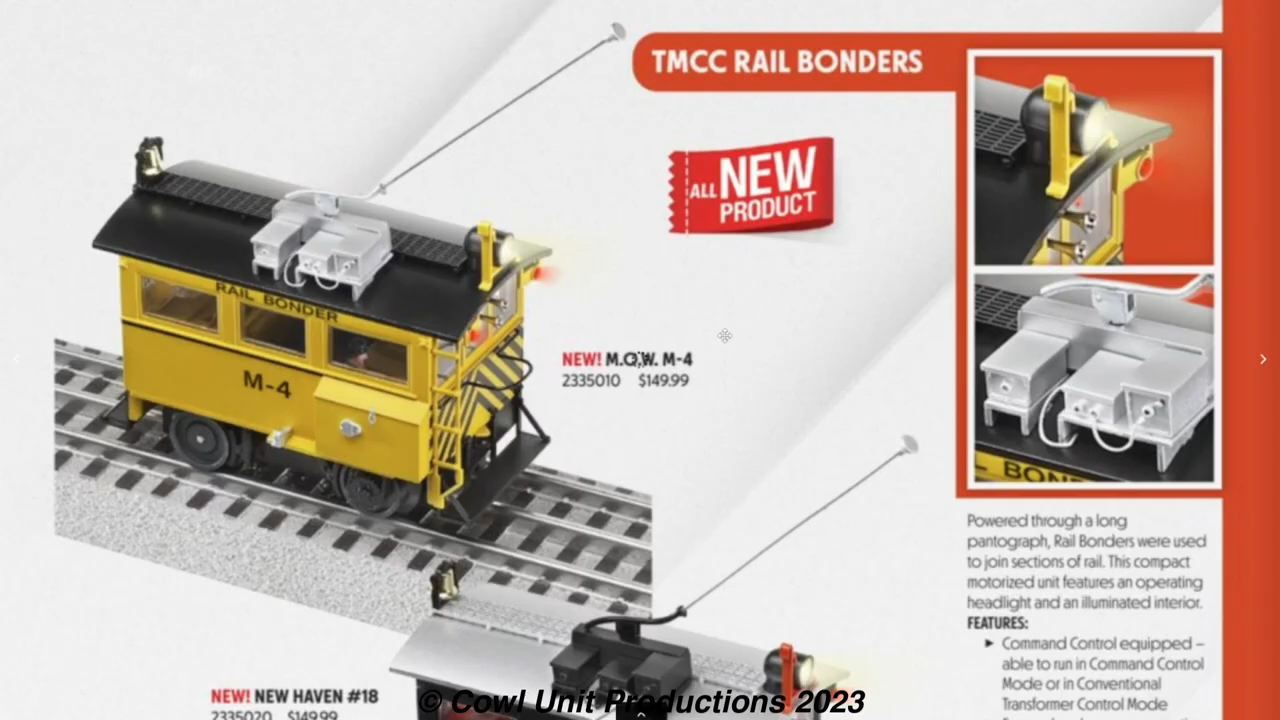 TMCC RAIL BONDERS
ALL NEW
PRODUCT
RAIL BONDER
M-4
NEW! M.O.W. M-4
2335010 $149.99
Powered through a long
pantograph, Rail Bonders were used
to join sections of rail. This compact
motorized unit features an operating
headlight and an illuminated interior.
FEATURES:
► Command Control equipped –
able to run in Command Control
Mode or in Conventional
Transformer Control Mode
NEW! NEW HAVEN #18
2335020 $149.99
© Cowl Unit Productions 2023